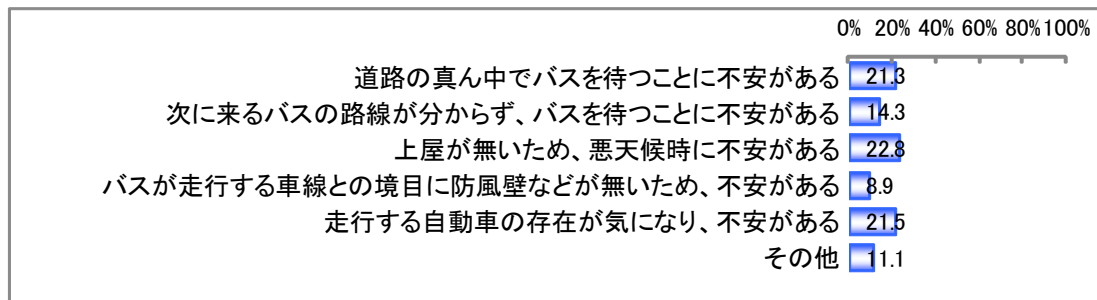 0% 20% 40% 60% 80% 100%
道路の真ん中でバスを待つことに不安がある 21.3
次に来るバスの路線が分からず、バスを待つことに不安がある 14.3
上屋が無いため、悪天候時に不安がある 22.8
バスが走行する車線との境目に防風壁などが無いため、不安がある 8.9
走行する自動車の存在が気になり、不安がある 21.5
その他 11.1